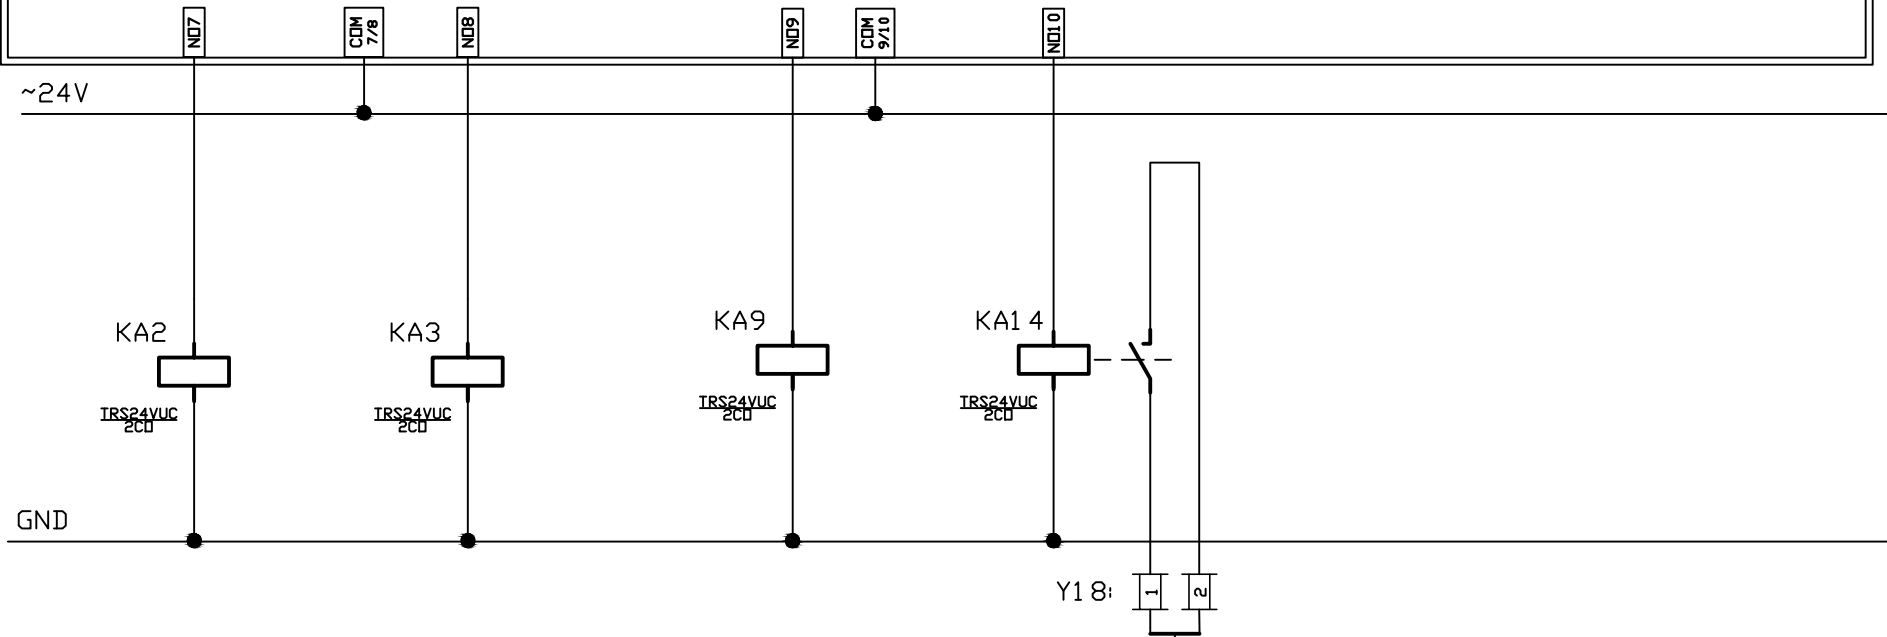 NO7
COM
7/8
NO8
NO9
COM
9/10
NO10
~24V
KA2
KA3
KA9
KA14
TRS24VUC
2CO
TRS24VUC
2CO
TRS24VUC
2CO
TRS24VUC
2CO
GND
Y18:
1
2